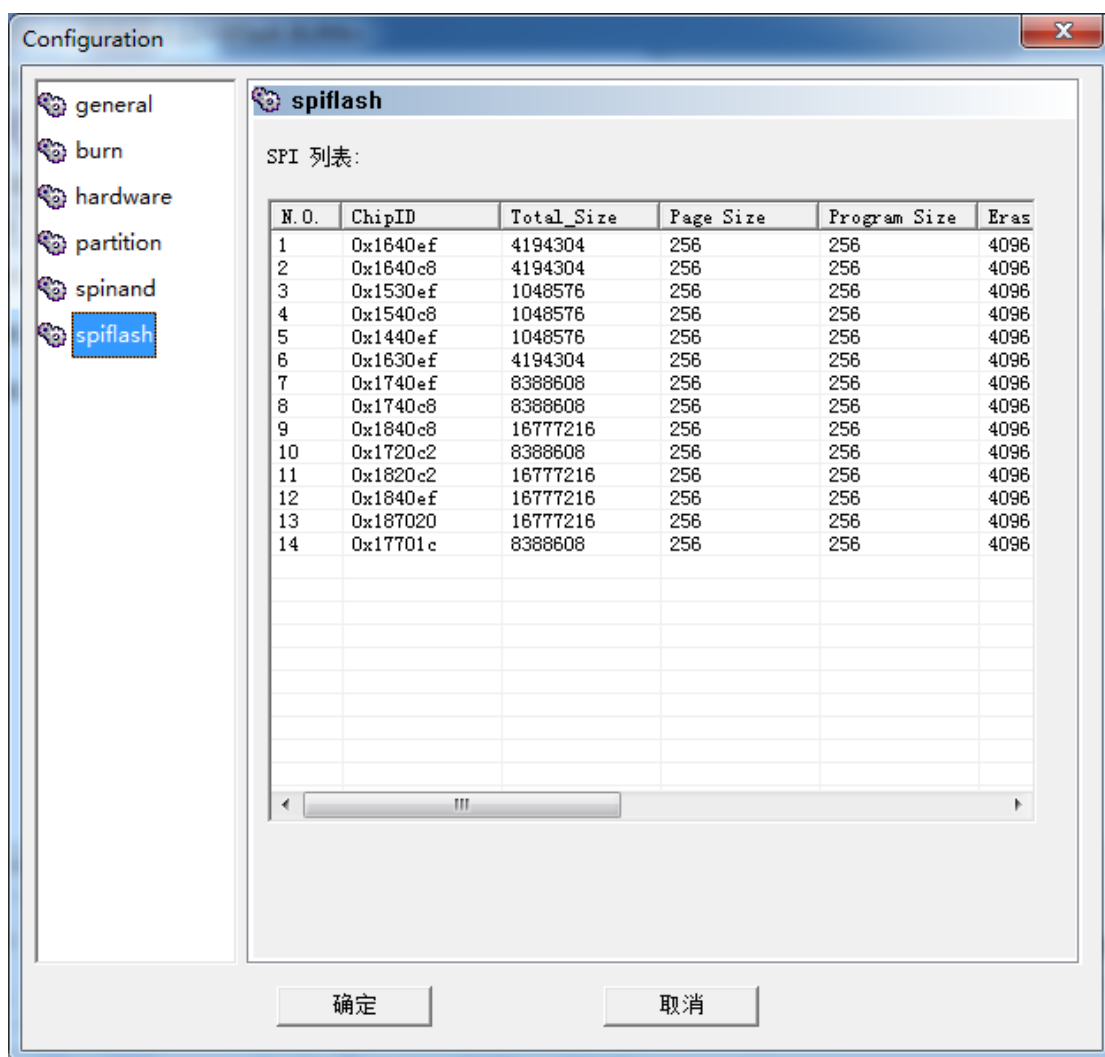 Configuration
general
burn
hardware
partition
spinand
spiflash
spiflash
SPI 列表:
N.O. ChipID Total_Size Page Size Program Size Eras
1 0x1640ef 4194304 256 256 4096
2 0x1640c8 4194304 256 256 4096
3 0x1530ef 1048576 256 256 4096
4 0x1540c8 1048576 256 256 4096
5 0x1440ef 1048576 256 256 4096
6 0x1630ef 4194304 256 256 4096
7 0x1740ef 8388608 256 256 4096
8 0x1740c8 8388608 256 256 4096
9 0x1840c8 16777216 256 256 4096
10 0x1720c2 8388608 256 256 4096
11 0x1820c2 16777216 256 256 4096
12 0x1840ef 16777216 256 256 4096
13 0x187020 16777216 256 256 4096
14 0x17701c 8388608 256 256 4096
确定 取消